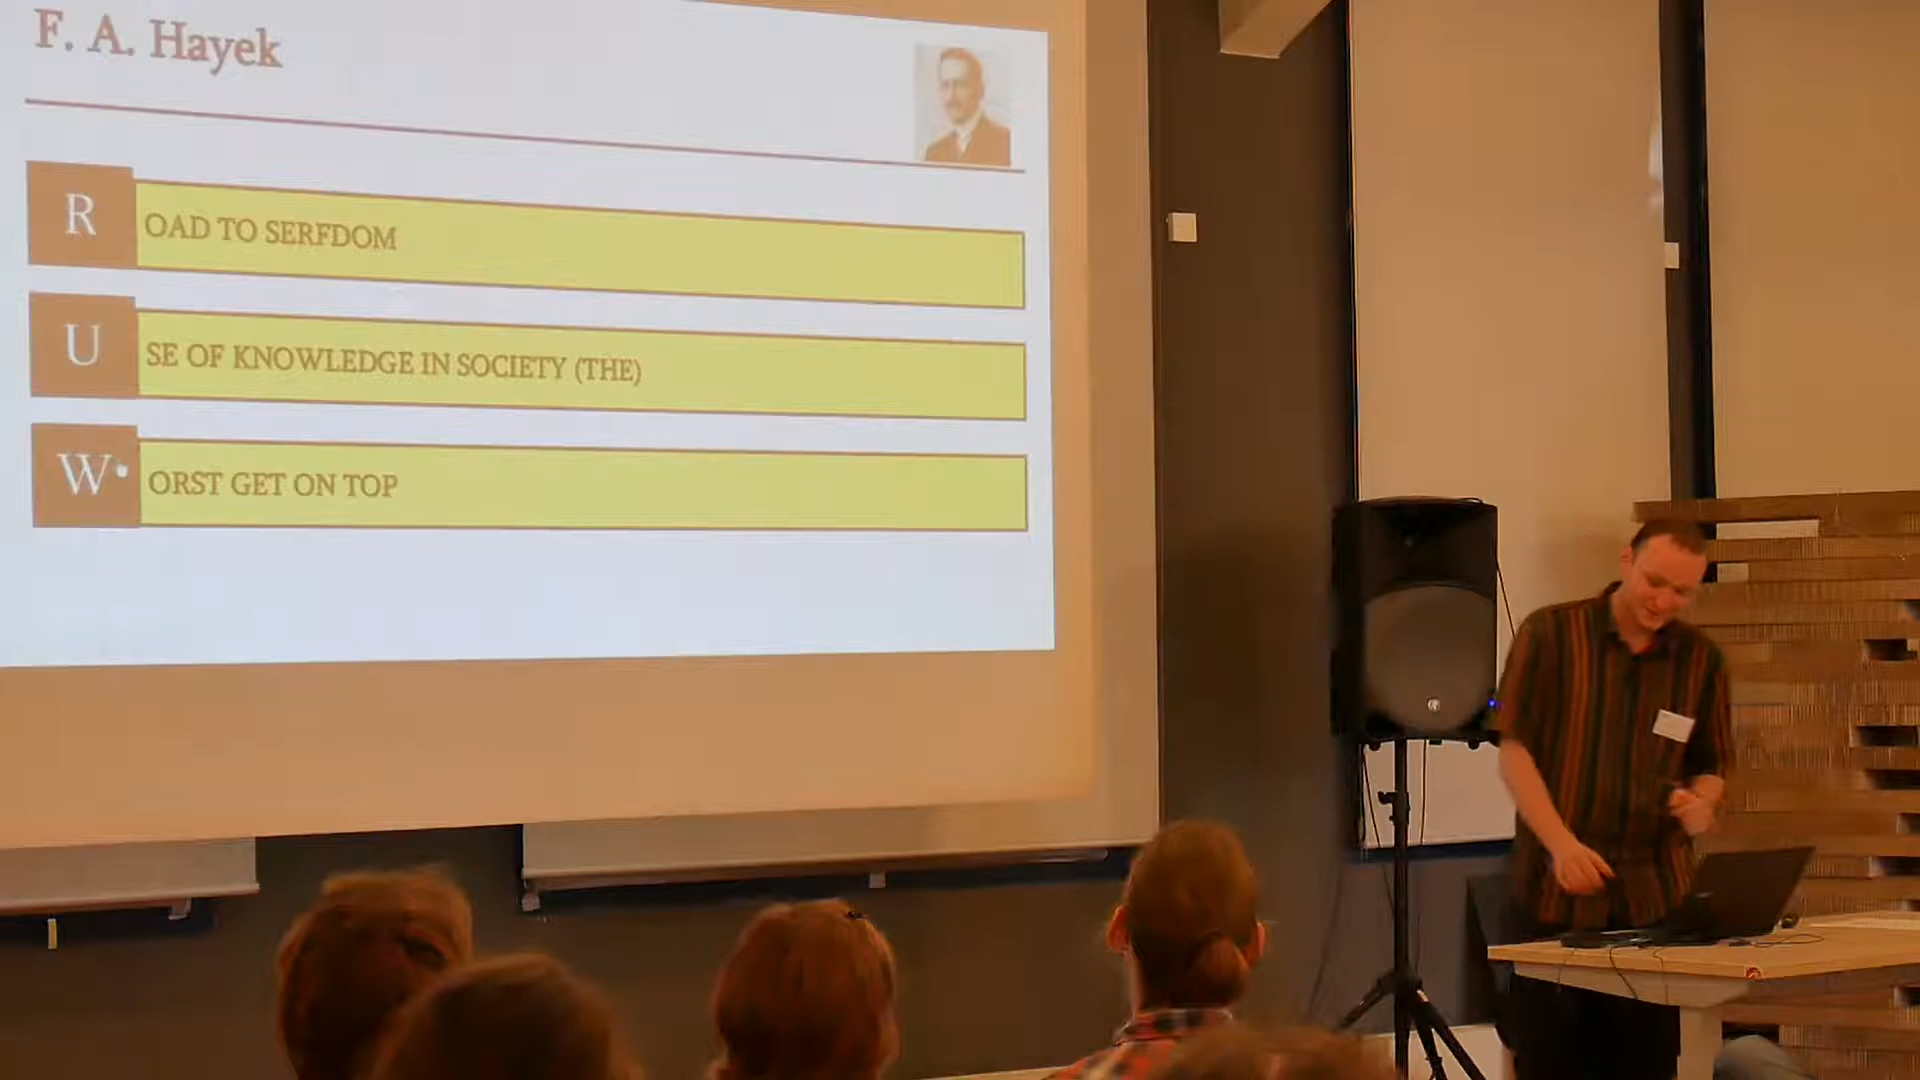 F. A. Hayek
R OAD TO SERFDOM
U SE OF KNOWLEDGE IN SOCIETY (THE)
W ORST GET ON TOP